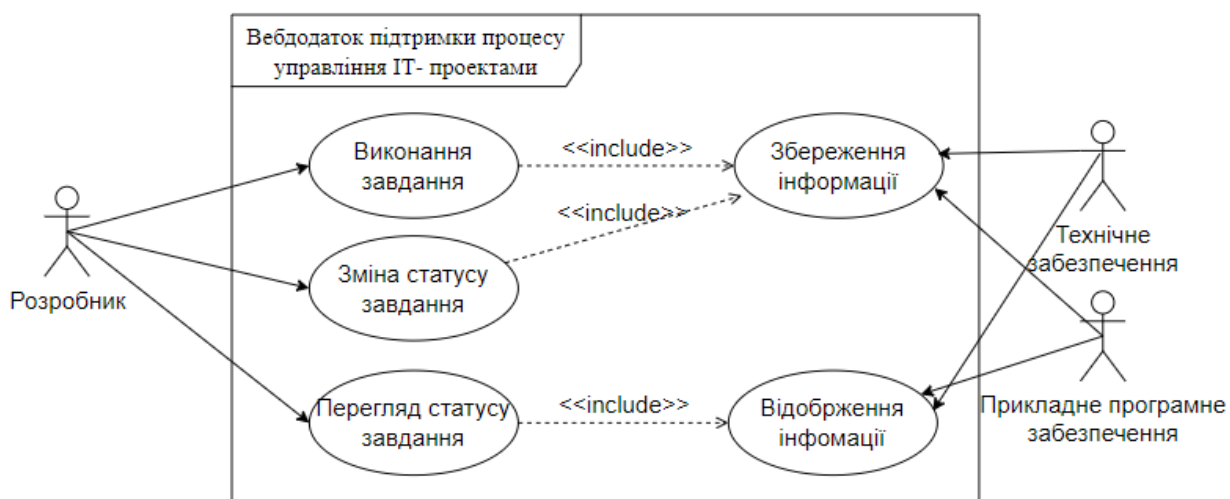 Вебдодаток підтримки процесу
управління ІТ- проектами
Виконання
завдання
<<include>>
Збереження
інформації
<<include>>
Технічне
забезпечення
Розробник
Зміна статусу
завдання
Перегляд статусу
завдання
<<include>>
Відобрження
інфомації
Прикладне програмне
забезпечення